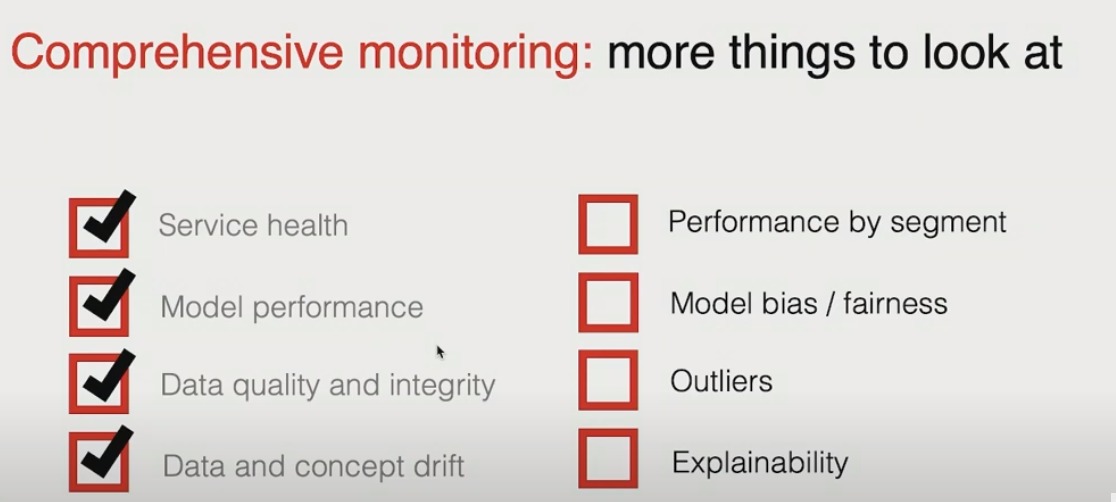 Comprehensive monitoring: more things to look at
Service health
Model performance
Data quality and integrity
Data and concept drift
Performance by segment
Model bias / fairness
Outliers
Explainability